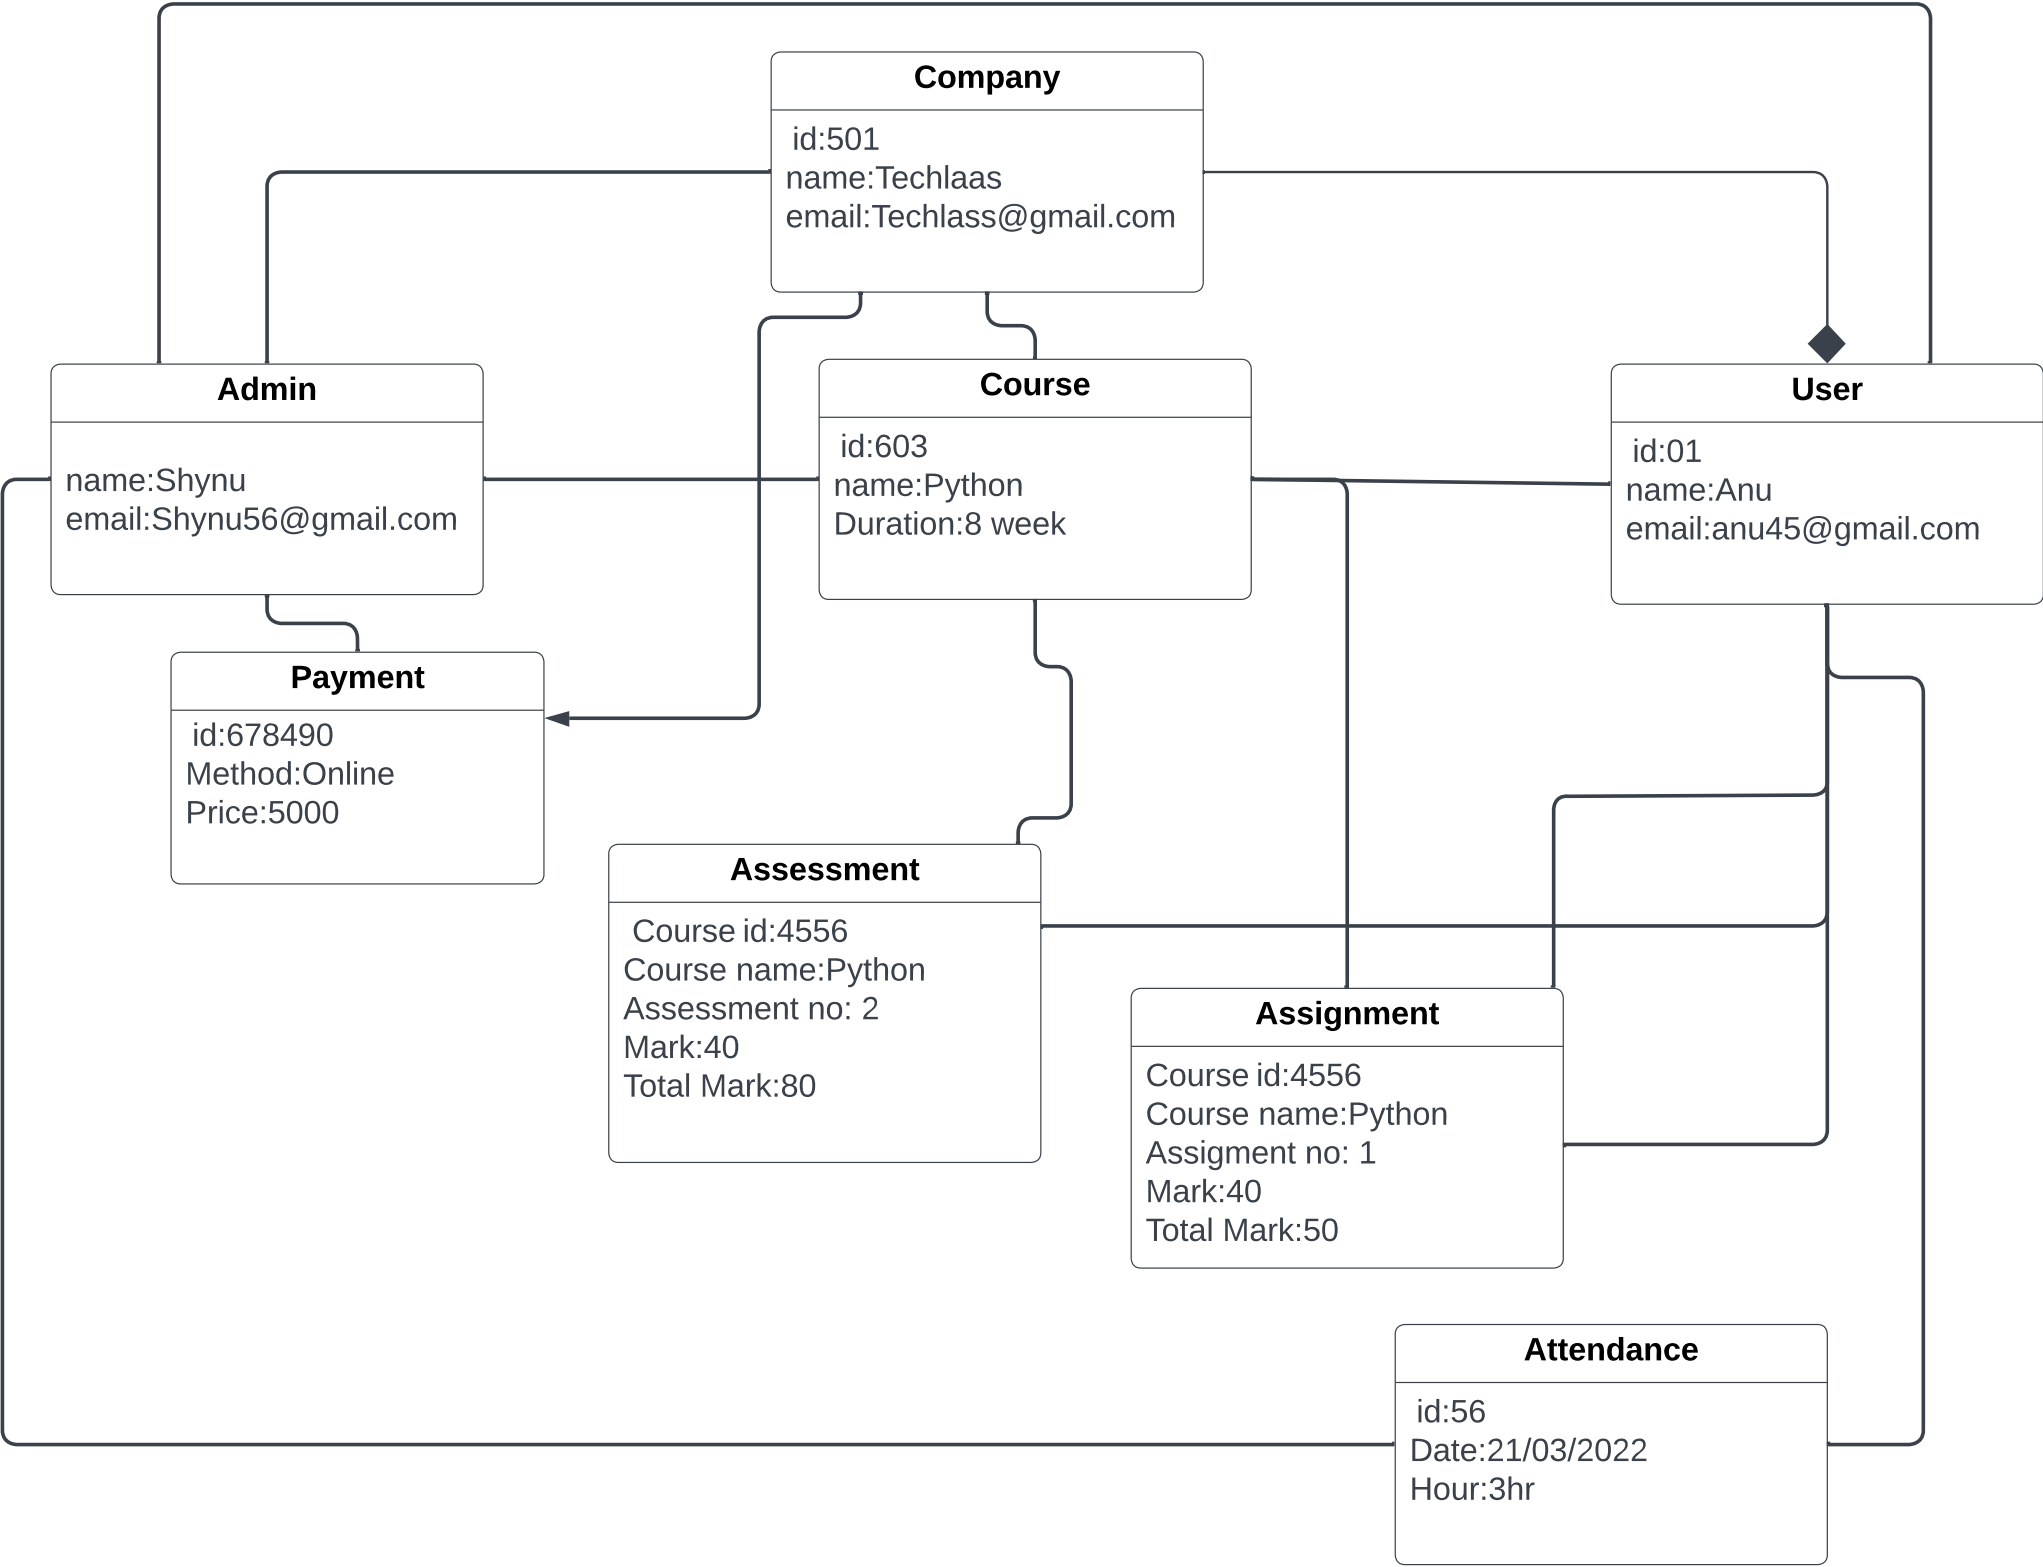 Company
id:501
name:Techlaas
email:Techlass@gmail.com
Admin
name:Shynu
email:Shynu56@gmail.com
Course
id:603
name:Python
Duration:8 week
User
id:01
name:Anu
email:anu45@gmail.com
Payment
id:678490
Method:Online
Price:5000
Assessment
Course id:4556
Course name:Python
Assessment no: 2
Mark:40
Total Mark:80
Assignment
Course id:4556
Course name:Python
Assigment no: 1
Mark:40
Total Mark:50
Attendance
id:56
Date:21/03/2022
Hour:3hr